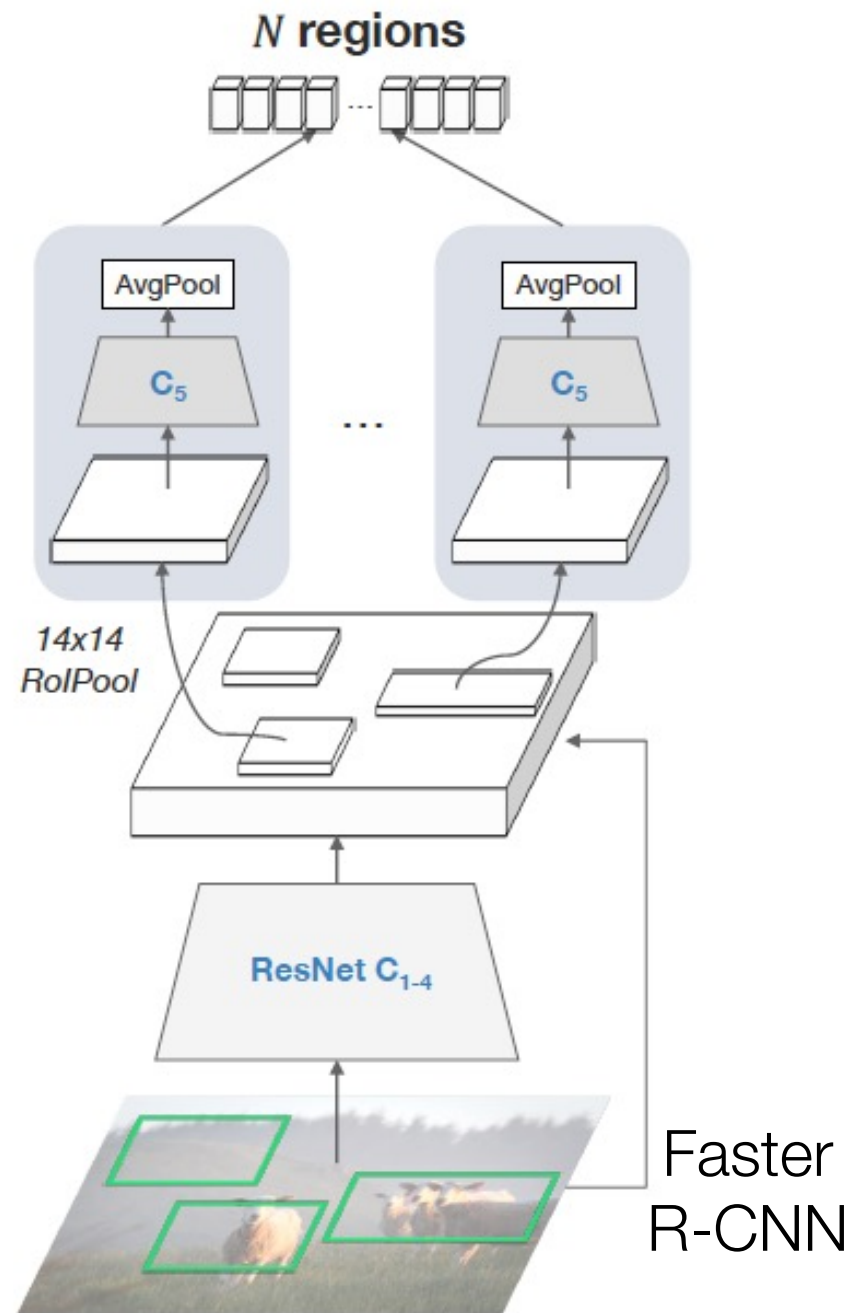 N regions
...
AvgPool
AvgPool
C5
C5
...
14x14
RoIPool
ResNet C1-4
Faster
R-CNN